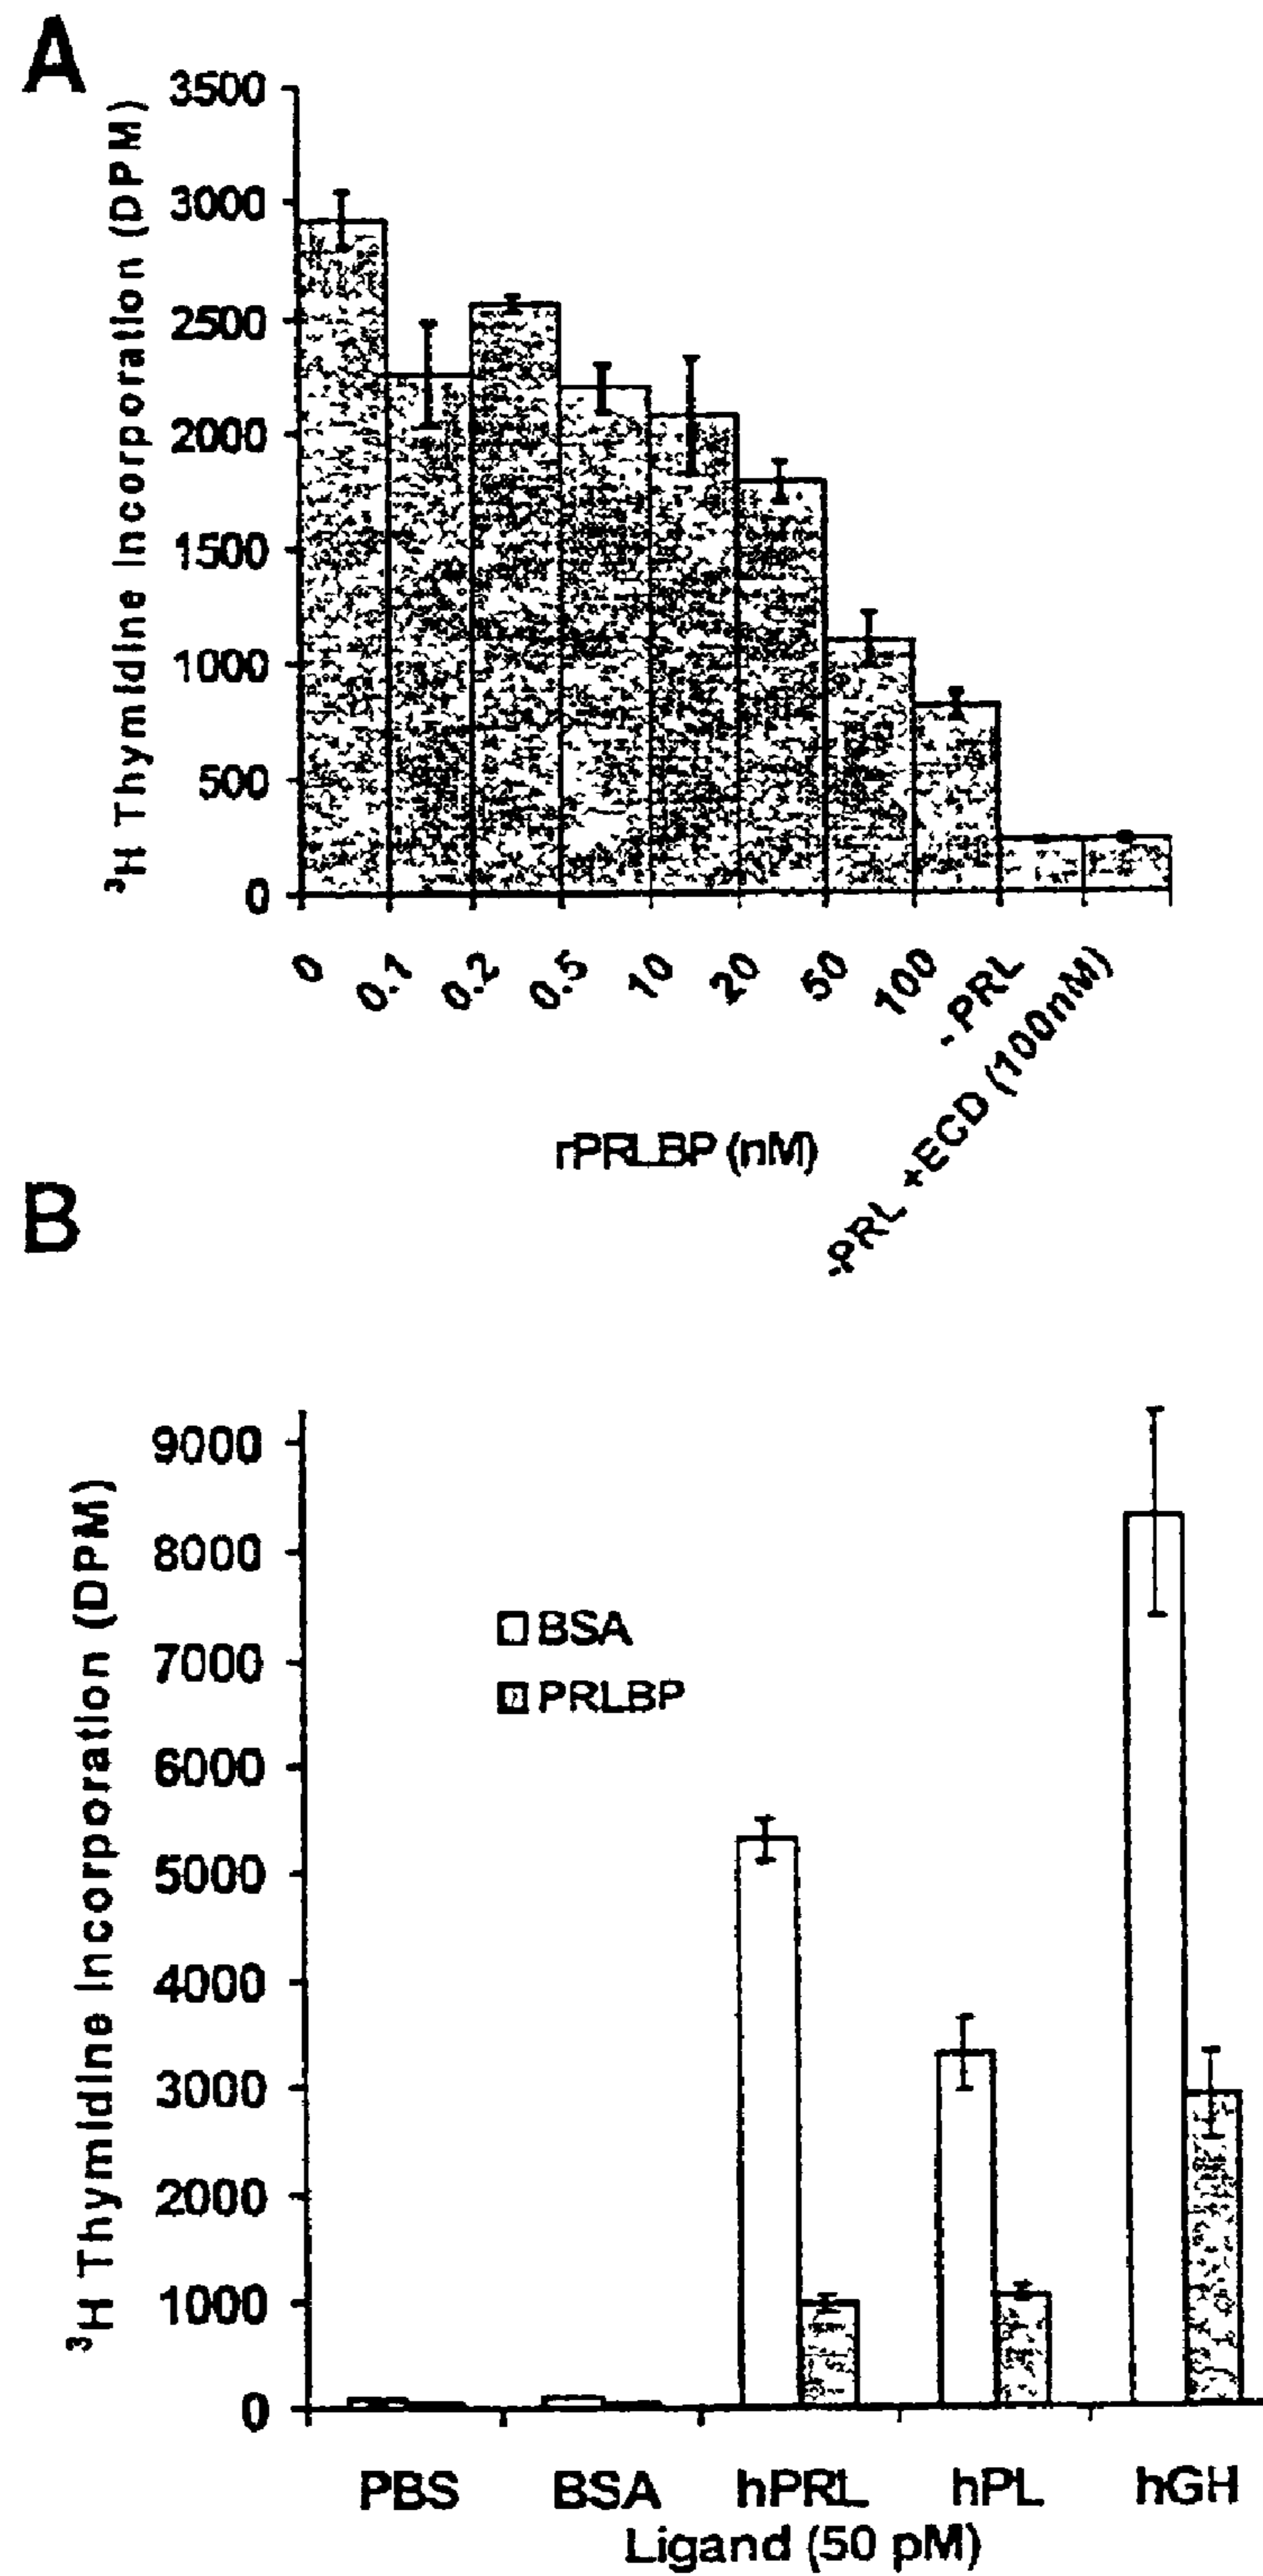 A
³H Thymidine Incorporation (DPM)
3500
3000
2500
2000
1500
1000
500
0
0
0.1
0.2
0.5
10
20
50
100
- PRL
-PRL +ECD (100nM)
rPRLBP (nM)
B
³H Thymidine Incorporation (DPM)
9000
8000
7000
6000
5000
4000
3000
2000
1000
0
BSA
PRLBP
PBS BSA hPRL hPL hGH
Ligand (50 pM)